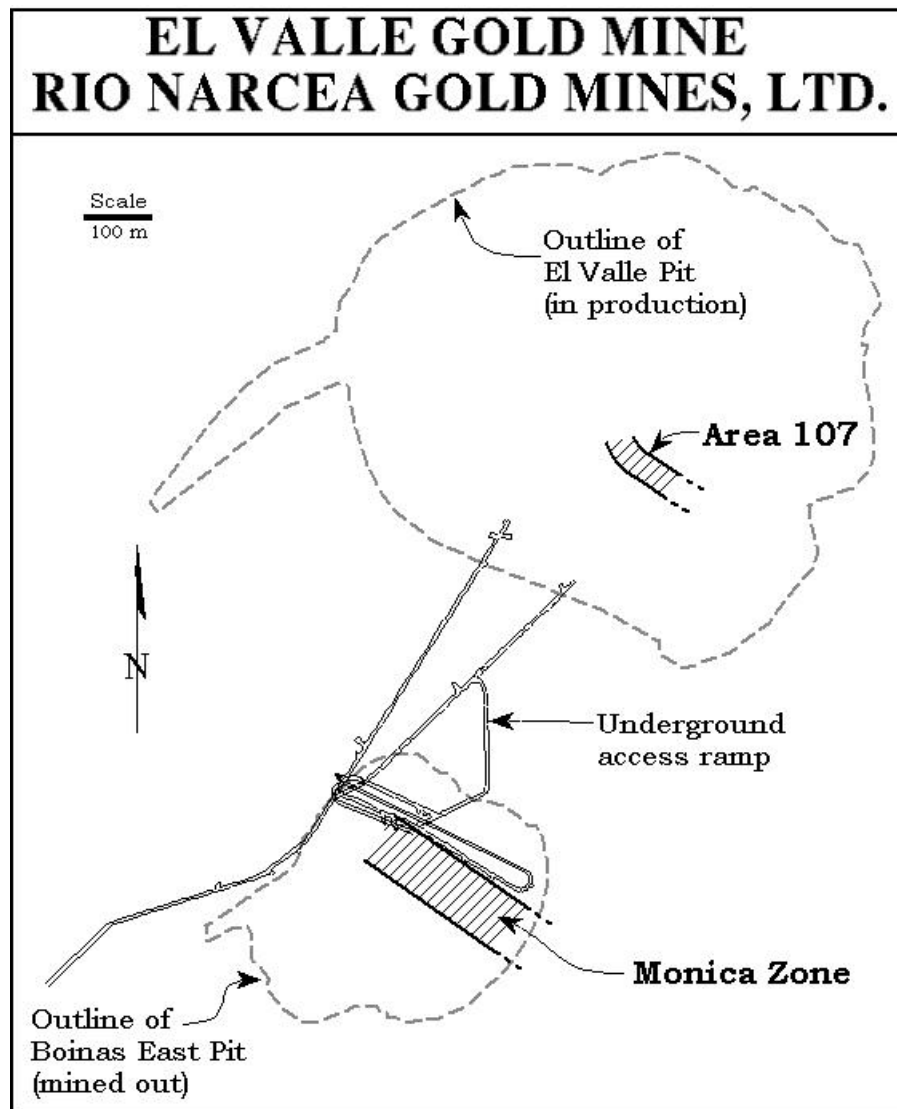 EL VALLE GOLD MINE
RIO NARCEA GOLD MINES, LTD.
Scale
100 m
Outline of
El Valle Pit
(in production)
Area 107
N
Underground
access ramp
Monica Zone
Outline of
Boinas East Pit
(mined out)